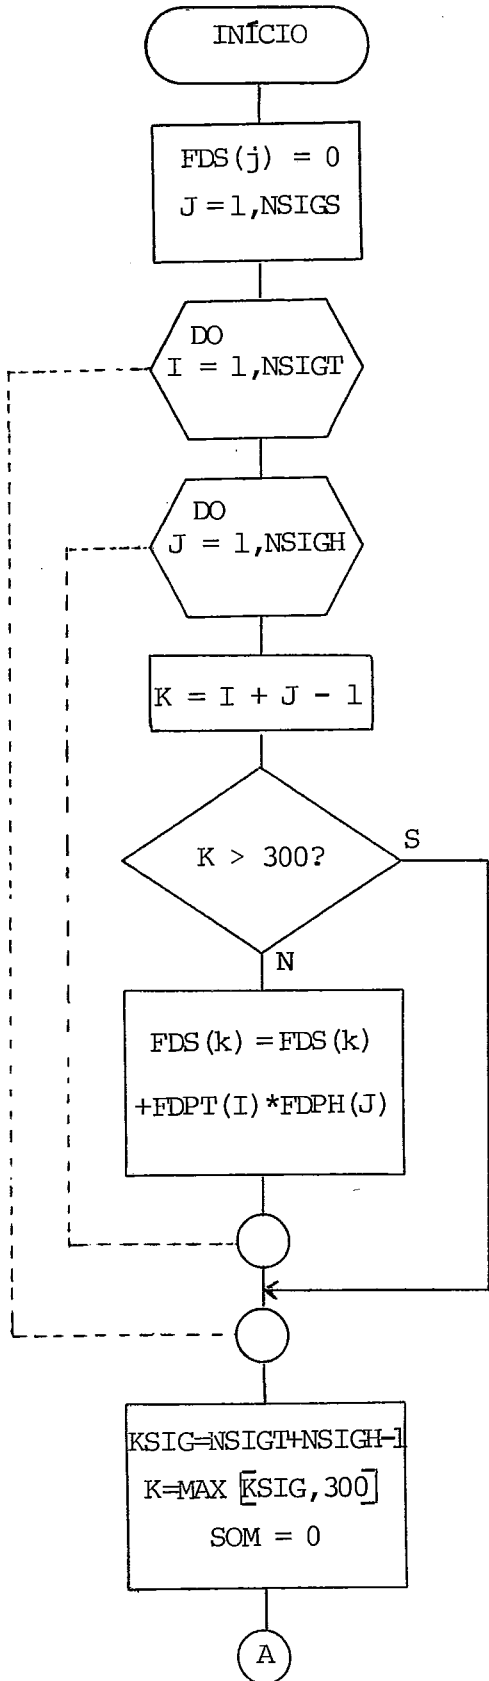 INÍCIO
FDS(j) = 0
J = 1,NSIGS
DO
I = 1,NSIGT
DO
J = 1,NSIGH
K = I + J - 1
K > 300?
S
N
FDS(k) = FDS(k)
+FDPT(I)*FDPH(J)
KSIG=NSIGT+NSIGH-1
K=MAX [KSIG,300]
SOM = 0
A